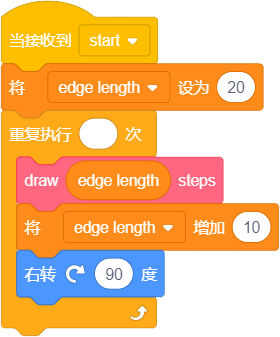 当接收到 start
将 edge length 设为 20
重复执行 次
draw edge length steps
将 edge length 增加 10
右转 90 度